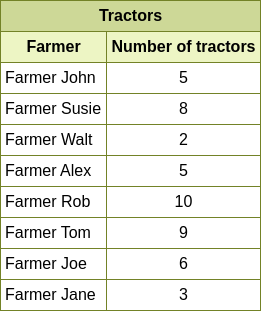 Tractors
Farmer Number of tractors
Farmer John 5
Farmer Susie 8
Farmer Walt 2
Farmer Alex 5
Farmer Rob 10
Farmer Tom 9
Farmer Joe 6
Farmer Jane 3